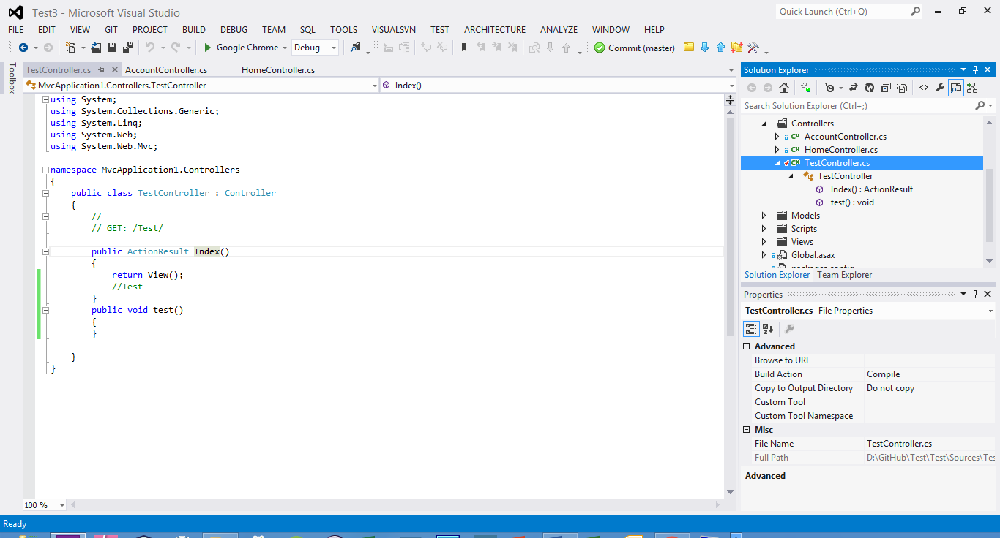 Test3 - Microsoft Visual Studio
Quick Launch (Ctrl+Q)
FILE EDIT VIEW GIT PROJECT BUILD DEBUG TEAM SQL TOOLS VISUALSVN TEST ARCHITECTURE ANALYZE WINDOW HELP
Google Chrome Debug Commit (master)
Toolbox
TestController.cs AccountController.cs HomeController.cs
MvcApplication1.Controllers.TestController Index()
using System;
using System.Collections.Generic;
using System.Linq;
using System.Web;
using System.Web.Mvc;
namespace MvcApplication1.Controllers
{
public class TestController : Controller
{
//
// GET: /Test/
public ActionResult Index()
{
return View();
//Test
}
public void test()
{
}
}
}
100 %
Solution Explorer
Search Solution Explorer (Ctrl+;)
Controllers
C# AccountController.cs
C# HomeController.cs
C# TestController.cs
TestController
Index() : ActionResult
test() : void
Models
Scripts
Views
Global.asax
packages.config
Solution Explorer Team Explorer
Properties
TestController.cs File Properties
Advanced
Browse to URL
Build Action Compile
Copy to Output Directory Do not copy
Custom Tool
Custom Tool Namespace
Misc
File Name TestController.cs
Full Path D:\GitHub\Test\Test\Sources\Tes
Advanced
Ready